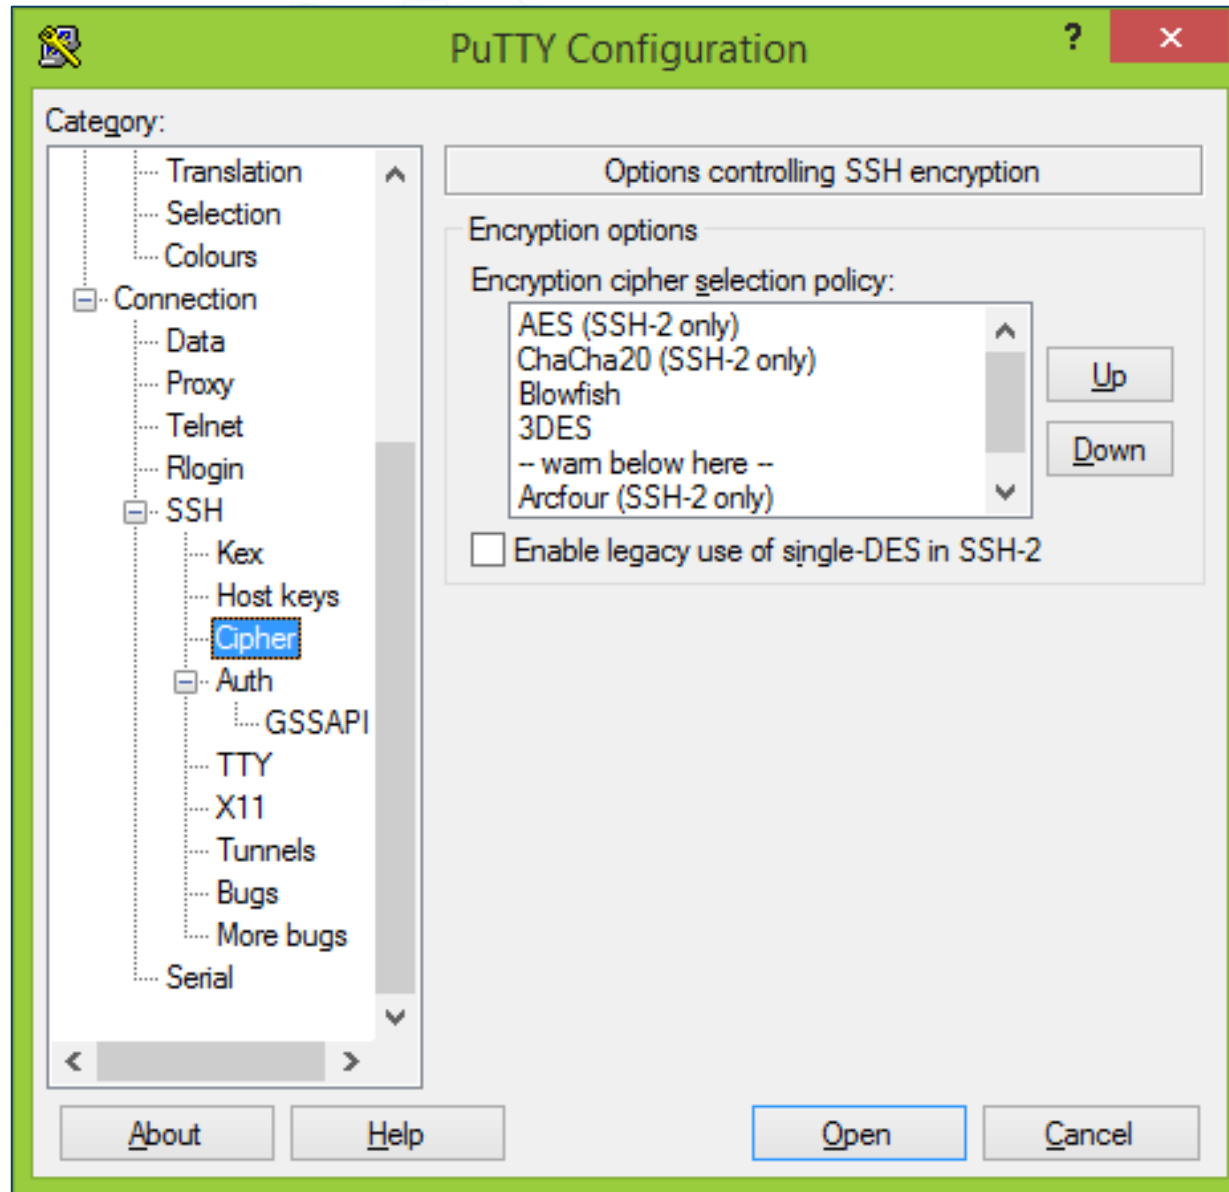 PuTTY Configuration
?
Category:
Translation
Selection
Colours
Connection
Data
Proxy
Telnet
Rlogin
SSH
Kex
Host keys
Cipher
Auth
GSSAPI
TTY
X11
Tunnels
Bugs
More bugs
Serial
Options controlling SSH encryption
Encryption options
Encryption cipher selection policy:
AES (SSH-2 only)
ChaCha20 (SSH-2 only)
Blowfish
3DES
-- warn below here --
Arcfour (SSH-2 only)
Up
Down
Enable legacy use of single-DES in SSH-2
About
Help
Open
Cancel